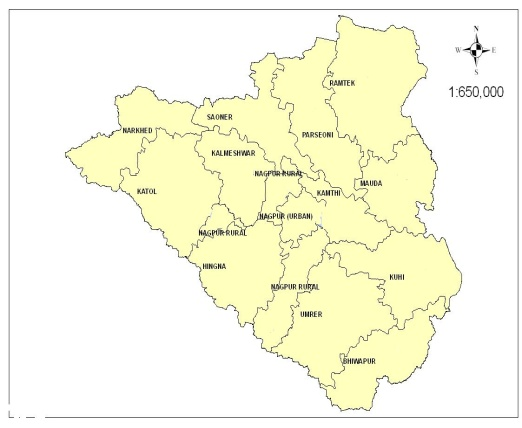 N
W E
S
1:650,000
RAMTEK
SAONER
NARKHED
PARSEONI
KALMESHWAR
NAGPUR RURAL
MAUDA
KATOL
KAMTHI
NAGPUR (URBAN)
NAGPUR RURAL
HINGNA
KUHI
NAGPUR RURAL
UMRER
BHIWAPUR